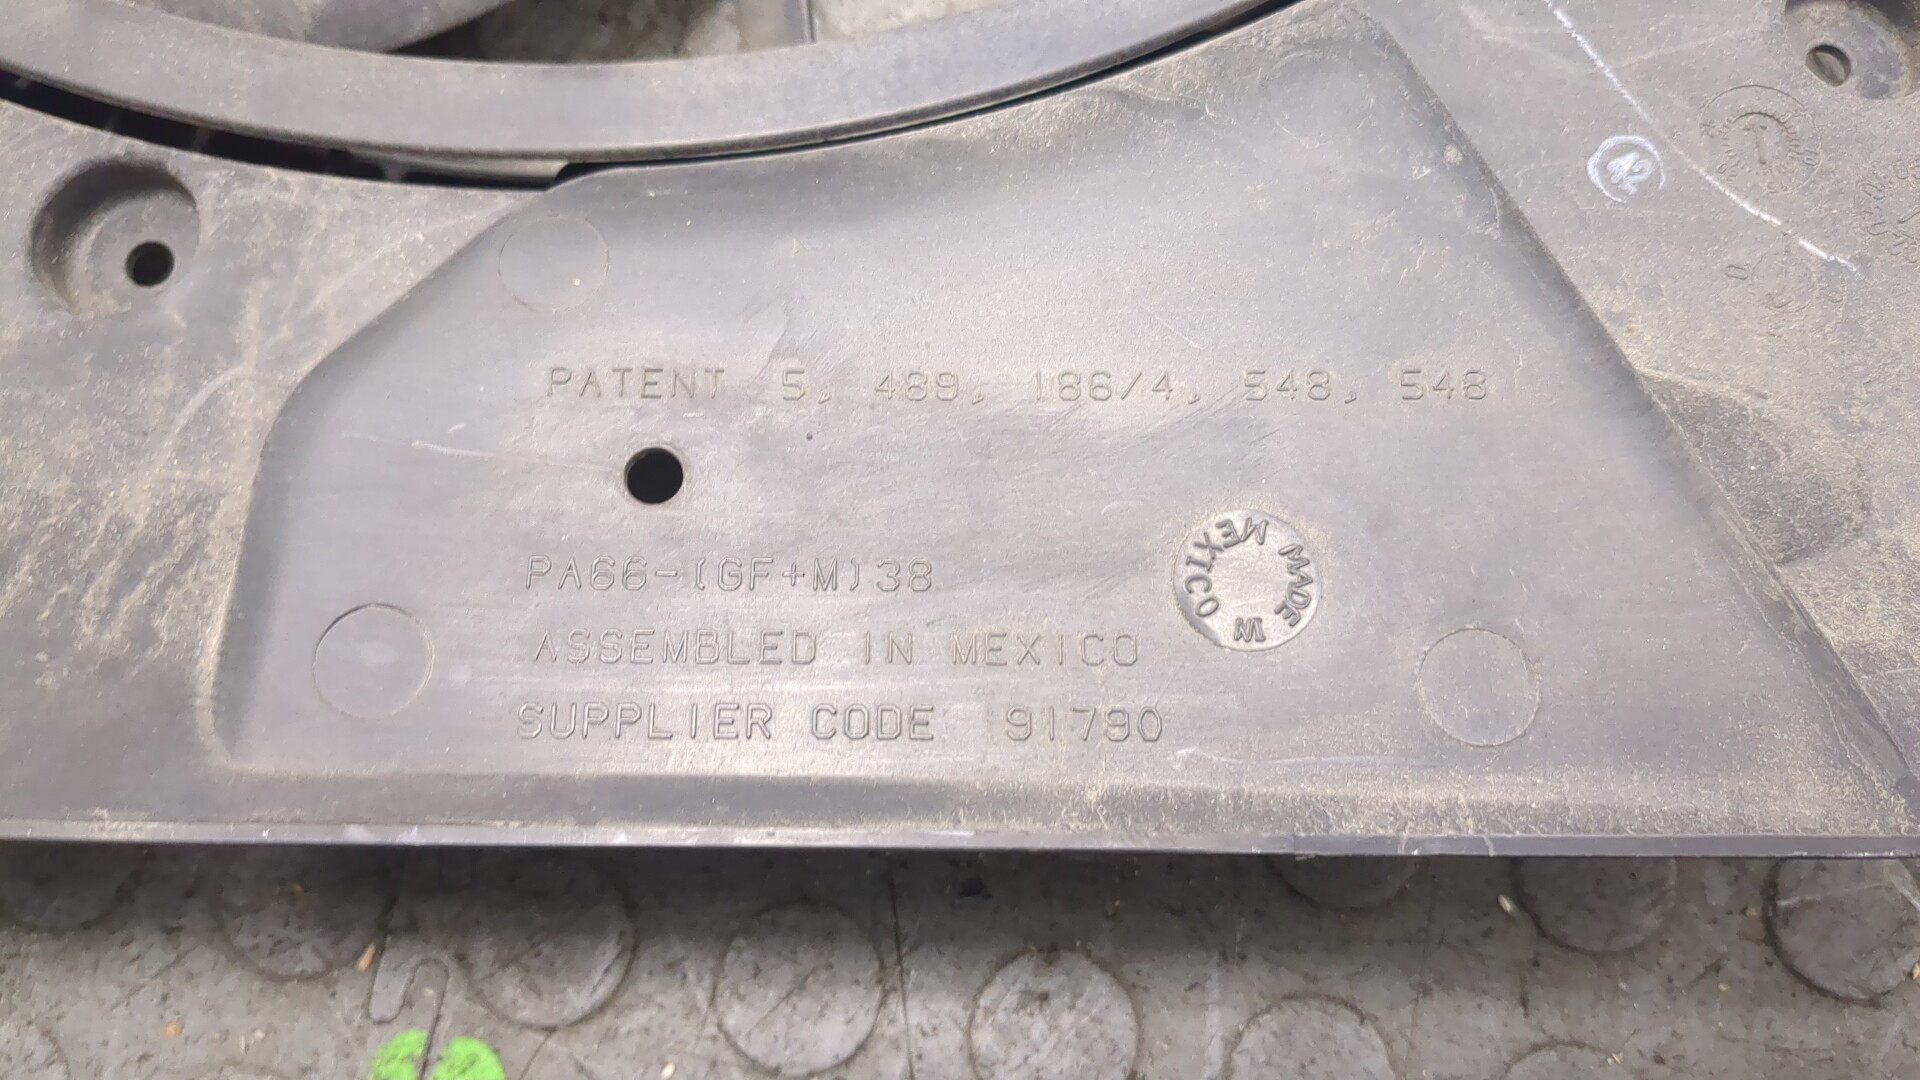 42
PATENT 5, 489, 186/4, 548, 548
MADE IN MEXICO
PA66-(GF+M)38
ASSEMBLED IN MEXICO
SUPPLIER CODE 91790